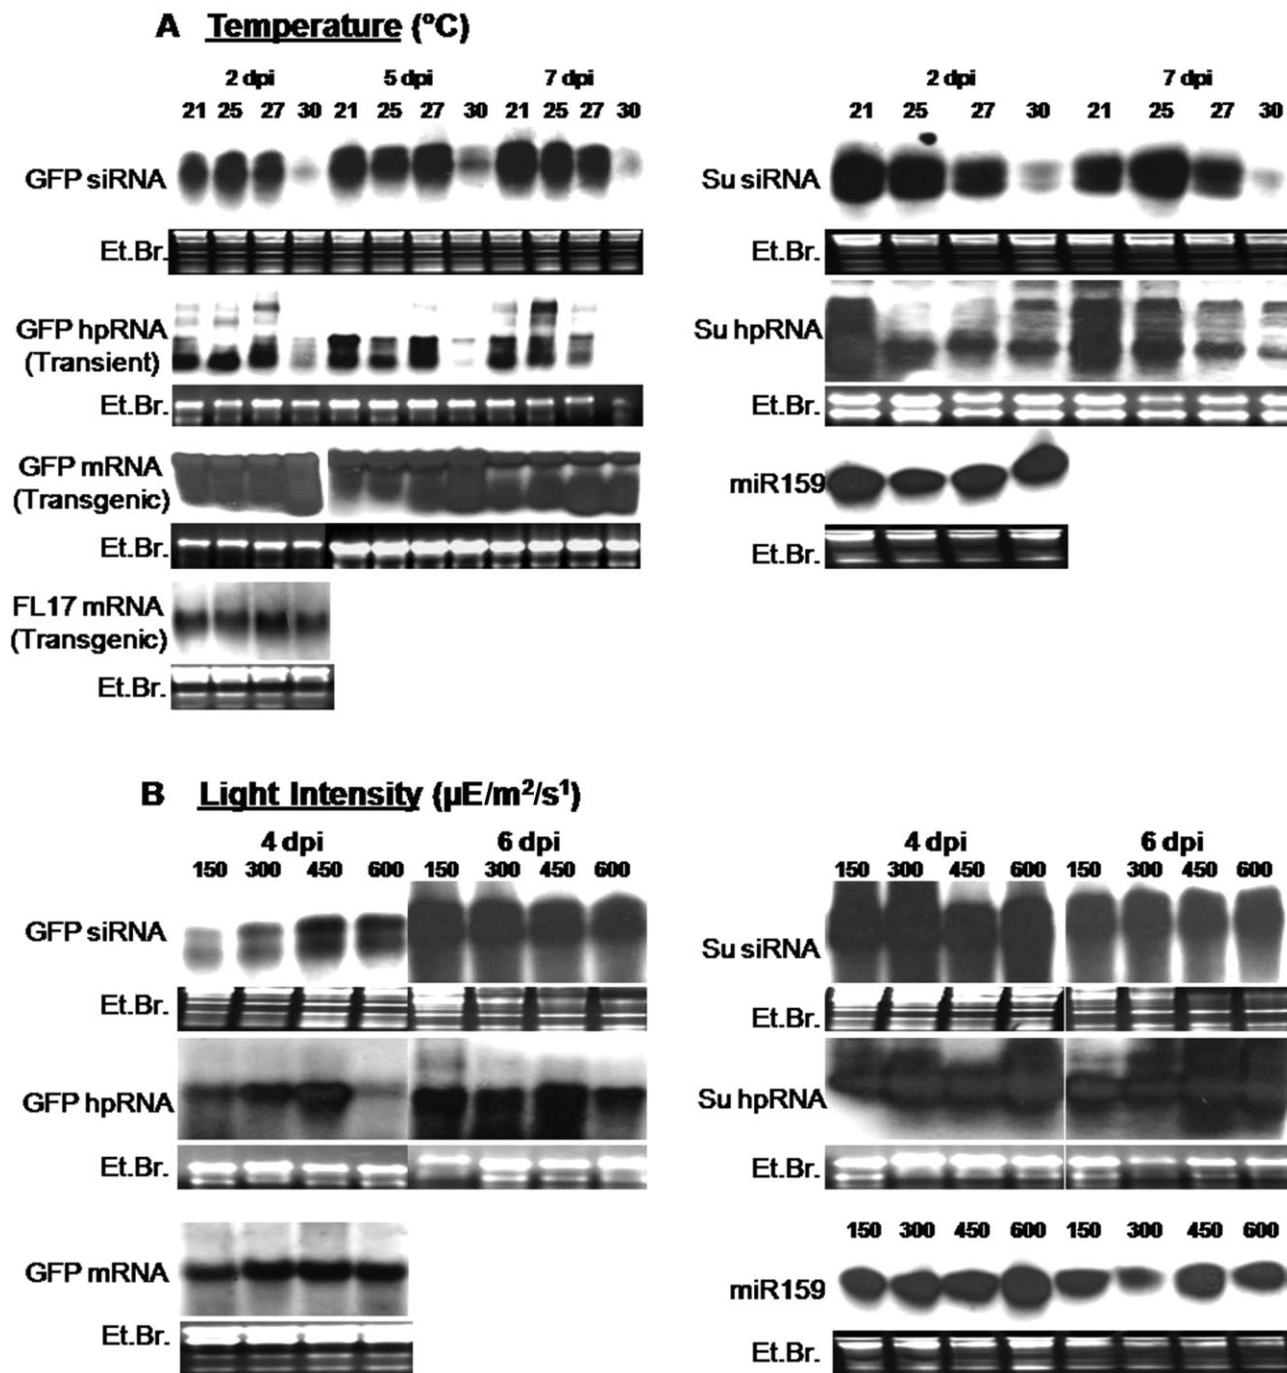 A Temperature (ºC)
2 dpi 5 dpi 7 dpi
21 25 27 30 21 25 27 30 21 25 27 30
GFP siRNA
Et.Br.
GFP hpRNA
(Transient)
Et.Br.
GFP mRNA
(Transgenic)
Et.Br.
FL17 mRNA
(Transgenic)
Et.Br.
2 dpi 7 dpi
21 25 27 30 21 25 27 30
Su siRNA
Et.Br.
Su hpRNA
Et.Br.
miR159
Et.Br.
B Light Intensity (µE/m²/s¹)
4 dpi 6 dpi
150 300 450 600 150 300 450 600
GFP siRNA
Et.Br.
GFP hpRNA
Et.Br.
GFP mRNA
Et.Br.
4 dpi 6 dpi
150 300 450 600 150 300 450 600
Su siRNA
Et.Br.
Su hpRNA
Et.Br.
150 300 450 600 150 300 450 600
miR159
Et.Br.